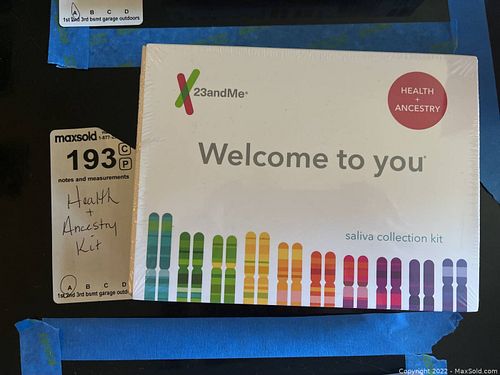 A B C D
1st 2nd 3rd bsmt garage outdoors
23andMe®
HEALTH
+
ANCESTRY
Welcome to you®
saliva collection kit
maxsold
193 C P
notes and measurements
Health
+
Ancestry
Kit
A B C D
1st 2nd 3rd bsmt garage outd
Copyright 2022 - MaxSold.com